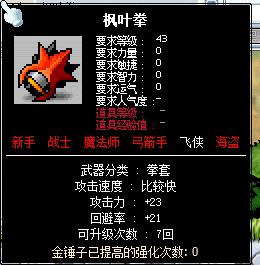 枫叶拳
要求等级： 43
要求力量： -
要求敏捷： -
要求智力： -
要求运气： -
要求人气度： -
道具等级： -
道具经验值： -
新手 战士 魔法师 弓箭手 飞侠 海盗
武器分类 : 拳套
攻击速度 : 比较快
攻击力 : +23
回避率 : +21
可升级次数 : 7回
金锤子已提高的强化次数: 0